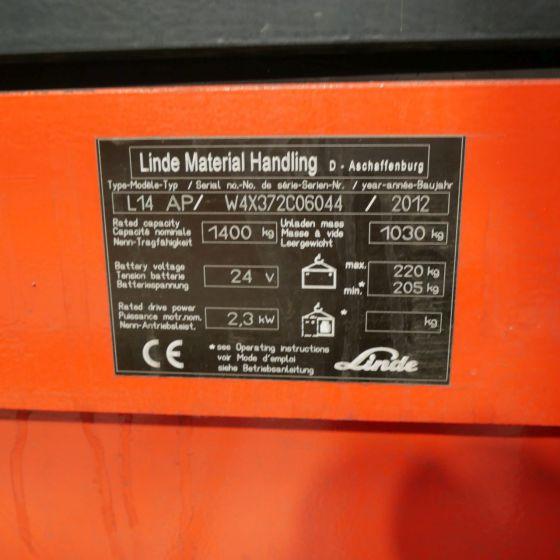 Linde Material Handling D - Aschaffenburg
Type-Modèle-Typ / Serial no.-No. de série-Serien-Nr. / year-année-Baujahr
L14 AP/ W4X372C06044 / 2012
Rated capacity
Capacité nominale
Nenn-Tragfähigkeit
1400 kg
Unladen mass
Masse à vide
Leergewicht
1030 kg
Battery voltage
Tension batterie
Batteriespannung
24 V
max. 220 kg
min.* 205 kg
Rated drive power
Puissance motr.nom.
Nenn-Antriebsleist.
2,3 kW
* kg
CE
*see Operating instructions
voir Mode d'emploi
siehe Betriebsanleitung
Linde